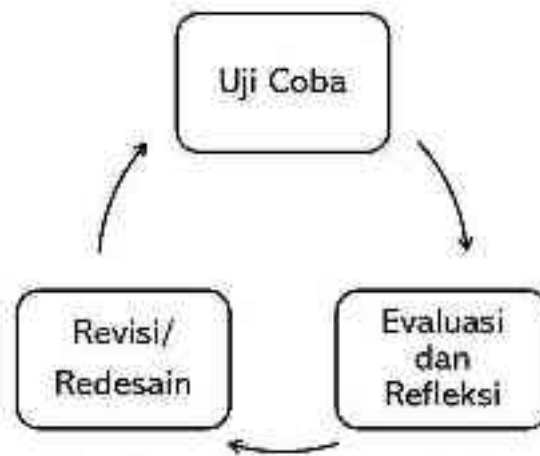 Uji Coba
Revisi/
Redesain
Evaluasi
dan
Refleksi